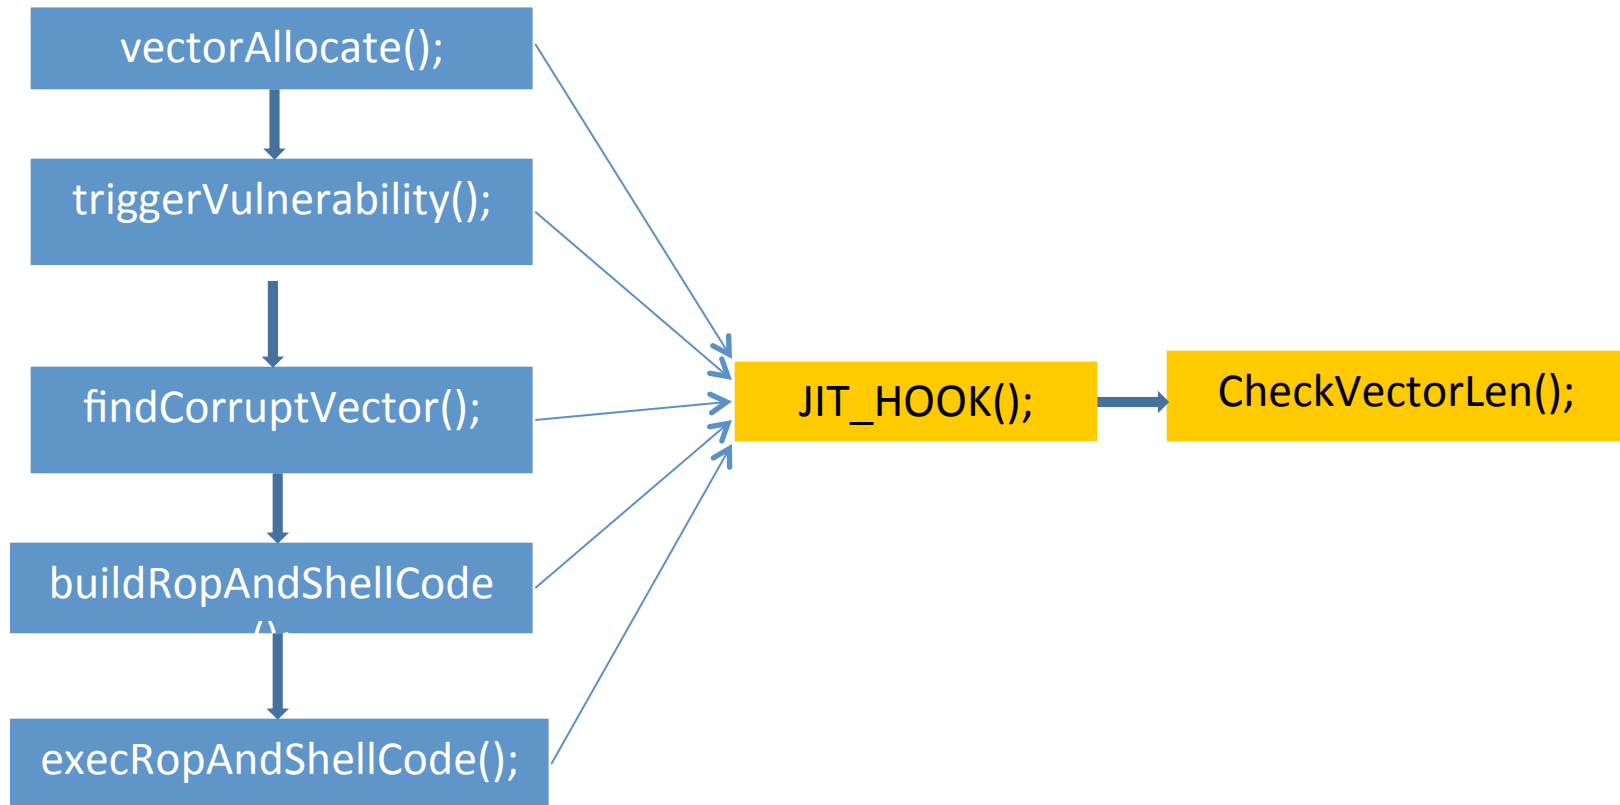 vectorAllocate();
triggerVulnerability();
findCorruptVector();
JIT_HOOK();
CheckVectorLen();
buildRopAndShellCode
();
execRopAndShellCode();